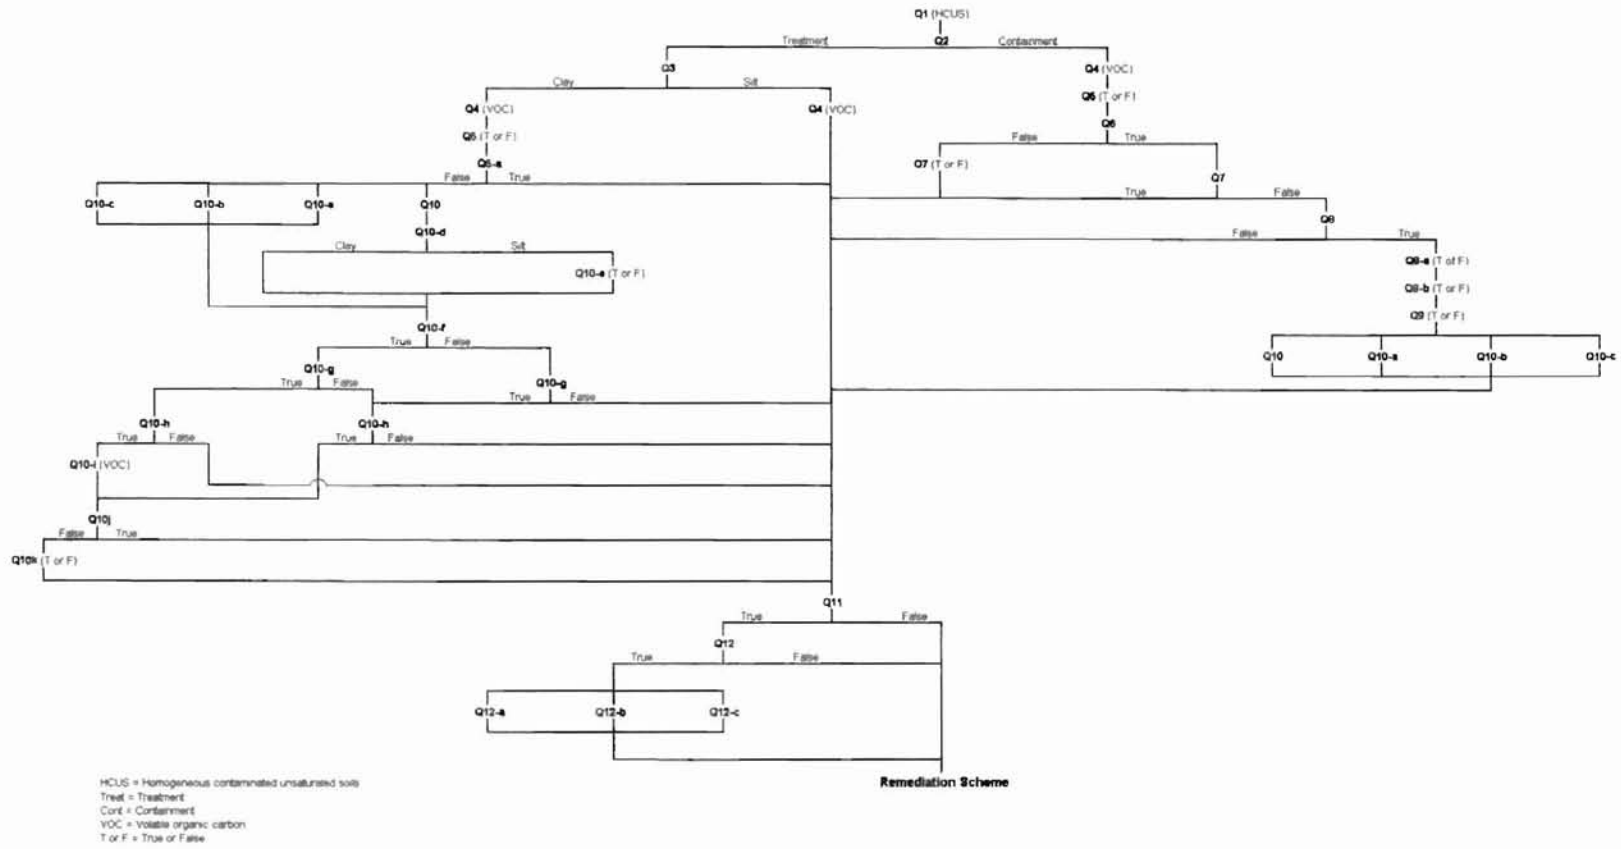 Q1 (HCUS)
Treatment Q2 Containment
Q3 Q4 (VOC)
Clay Silt
Q5 (T or F)
Q4 (VOC) Q4 (VOC)
Q6
Q5 (T or F)
False True
Q5-a Q7 (T or F)
False True Q7
True False
Q10-c Q10-b Q10-a Q10
Q8
Q10-d
Clay Silt False True
Q10-e (T or F) Q8-a (T of F)
Q8-b (T or F)
Q9 (T or F)
Q10-f
True False
Q10 Q10-a Q10-b Q10-c
Q10-g
True False Q10-g
True False
Q10-h Q10-h
True False True False
Q10-i (VOC)
Q10j
False True
Q10k (T or F)
Q11
True False
Q12
True False
Q12-a Q12-b Q12-c
Remediation Scheme
HCUS = Homogeneous contaminated unsaturated soils
Treat = Treatment
Cont = Containment
VOC = Volatile organic carbon
T or F = True or False